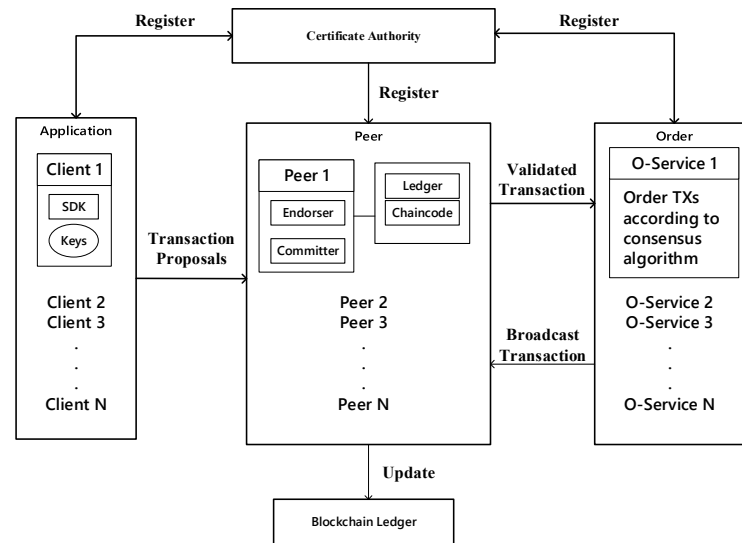 Register
Certificate Authority
Register
Register
Application
Client 1
SDK
Keys
Client 2
Client 3
.
.
.
Client N
Transaction
Proposals
Peer
Peer 1
Endorser
Committer
Ledger
Chaincode
Peer 2
Peer 3
.
.
.
Peer N
Validated
Transaction
Broadcast
Transaction
Order
O-Service 1
Order TXs
according to
consensus
algorithm
O-Service 2
O-Service 3
.
.
.
O-Service N
Update
Blockchain Ledger